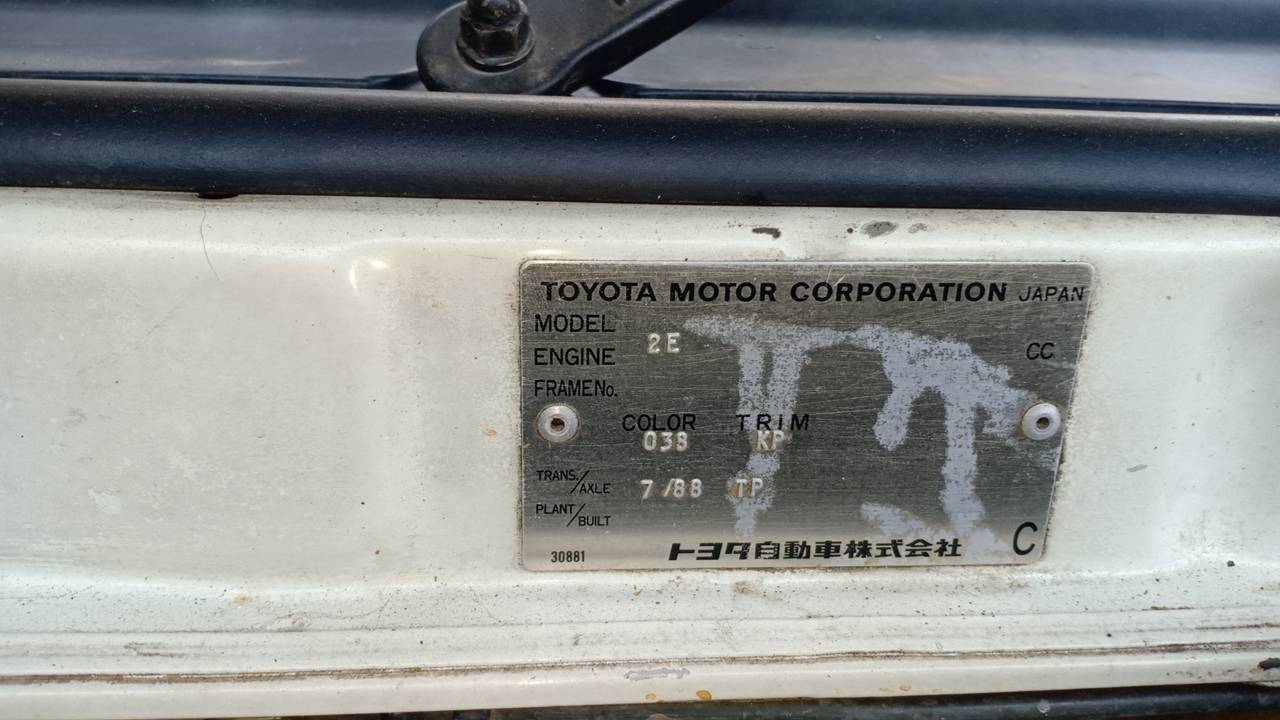 TOYOTA MOTOR CORPORATION JAPAN
MODEL
ENGINE 2E CC
FRAME No.
COLOR TRIM
038 KP
TRANS./AXLE 7/88 TP
PLANT/BUILT
30881 トヨタ自動車株式会社 C